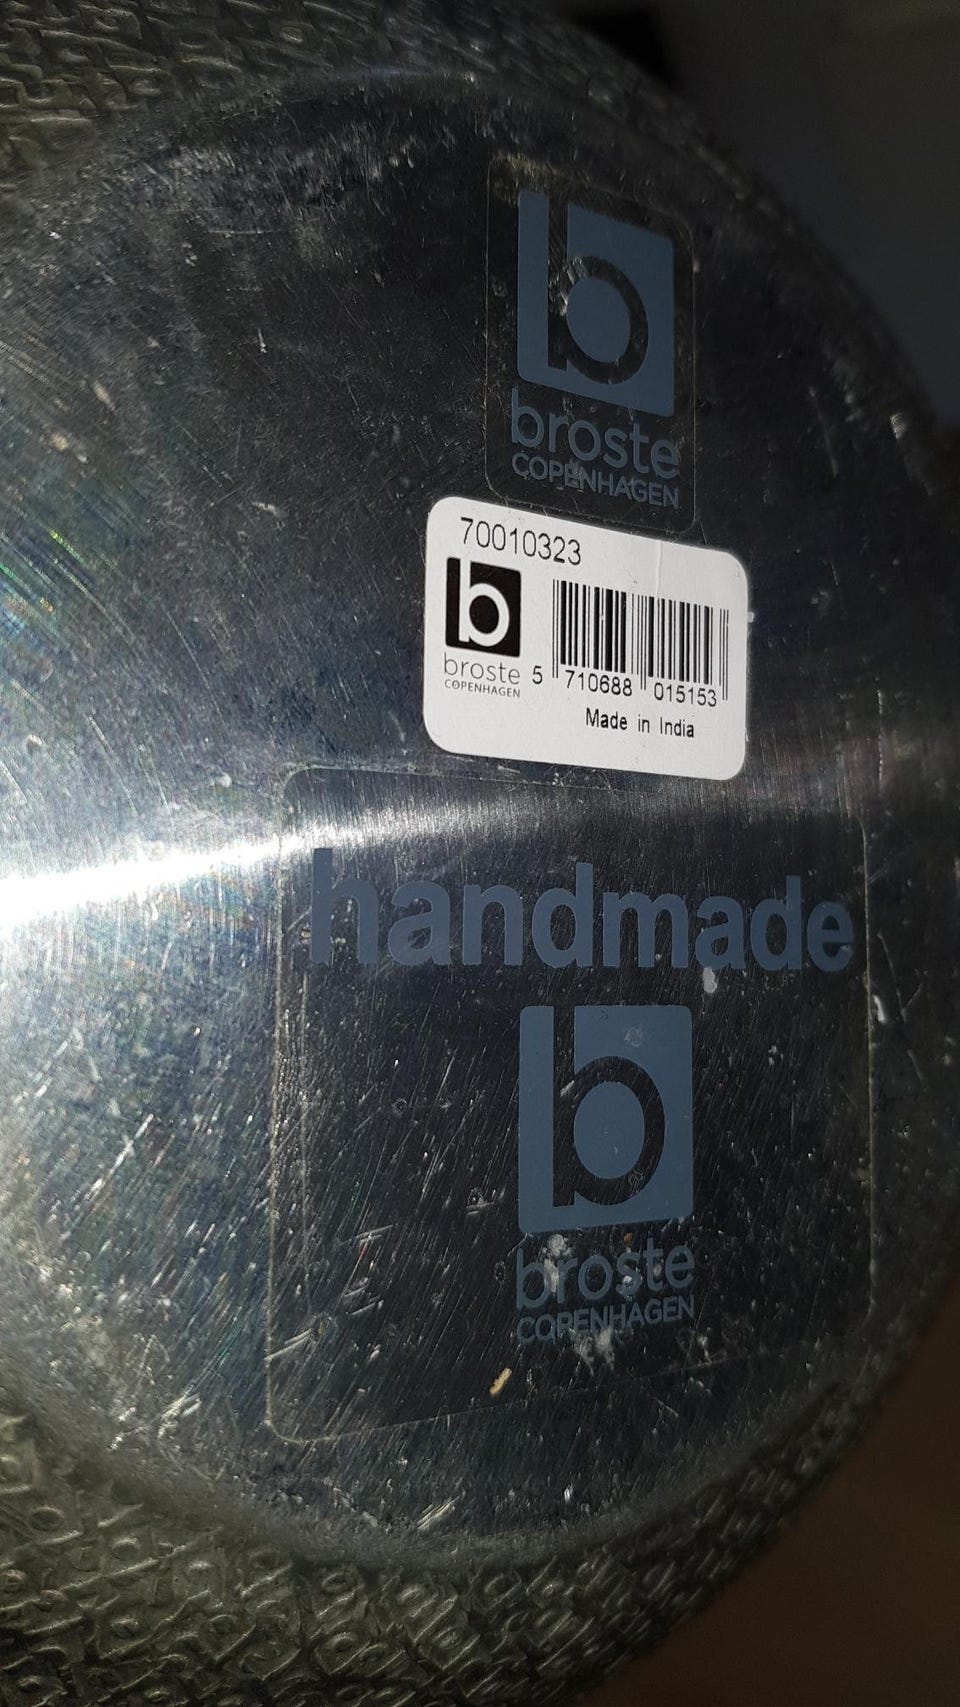 b
broste
COPENHAGEN
70010323
b
broste
COPENHAGEN
5 710688 015153
Made in India
handmade
b
broste
COPENHAGEN